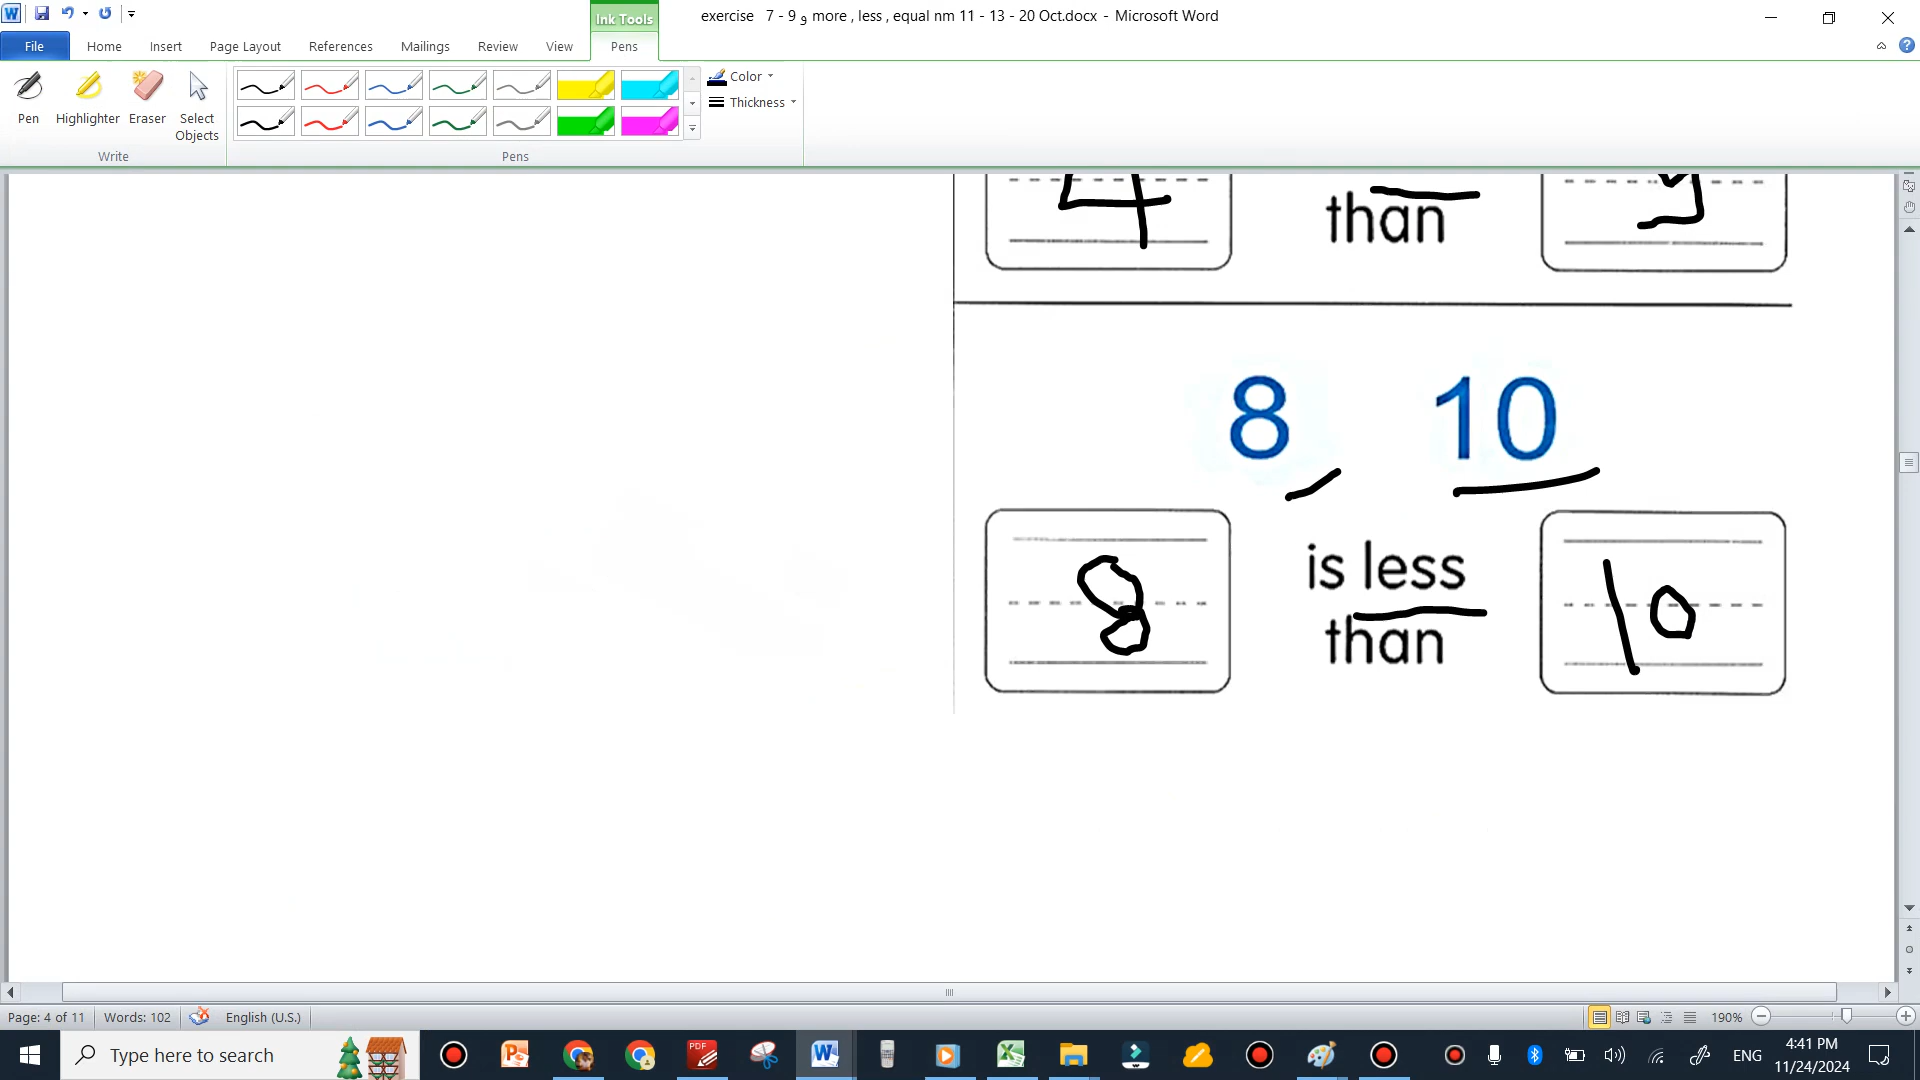 exercise 7 - 9 و more , less , equal nm 11 - 13 - 20 Oct.docx - Microsoft Word
Ink Tools
File Home Insert Page Layout References Mailings Review View Pens
Pen Highlighter Eraser Select Objects
Color
Thickness
Write
Pens
4 than 9
8 10
8 is less 10
than
Page: 4 of 11 Words: 102 English (U.S.) 190%
Type here to search
PDF
ENG
4:41 PM
11/24/2024